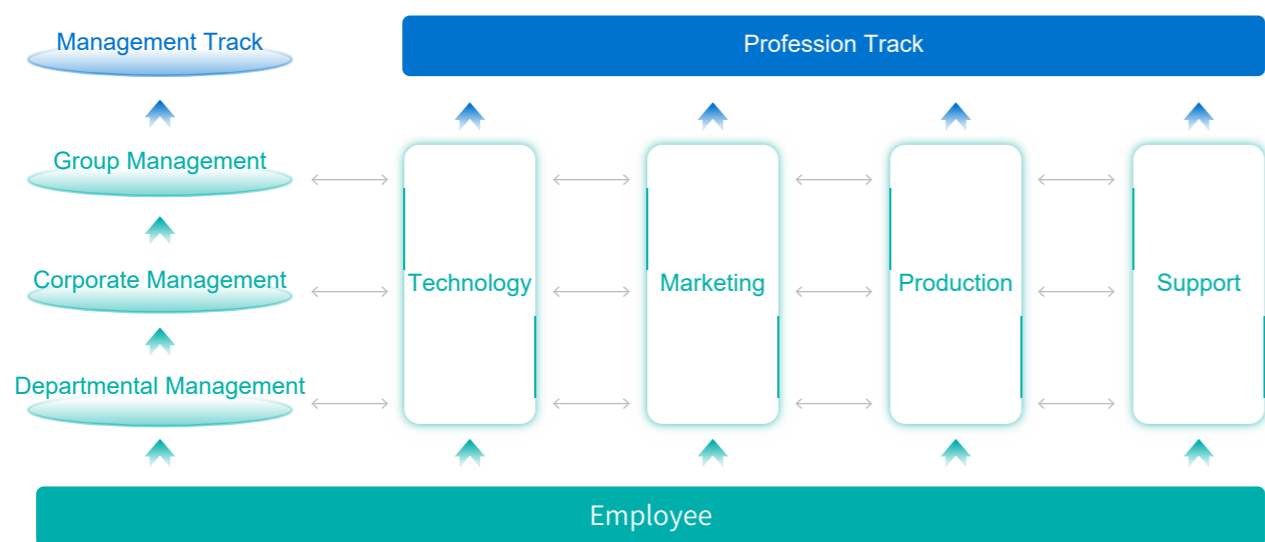 Management Track
Profession Track
Group Management
Corporate Management
Technology
Marketing
Production
Support
Departmental Management
Employee